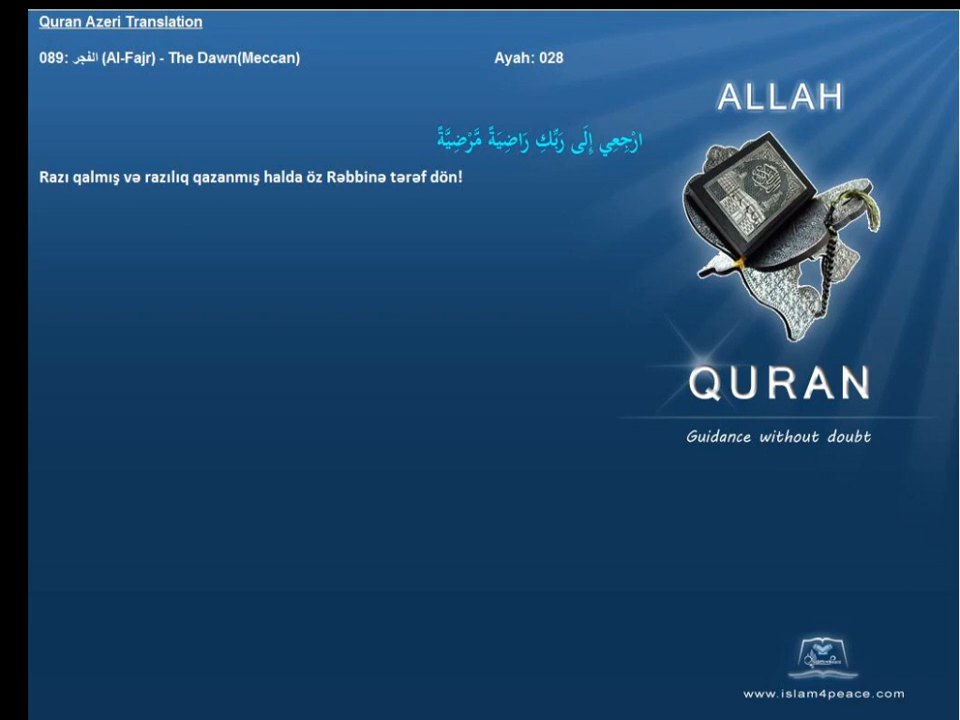 Quran Azeri Translation
089: الفجر (Al-Fajr) - The Dawn(Meccan) Ayah: 028
ارْجِعِي إِلَى رَبِّكِ رَاضِيَةً مَّرْضِيَّةً
Razı qalmış və razılıq qazanmış halda öz Rəbbinə tərəf dön!
ALLAH
QURAN
Guidance without doubt
www.islam4peace.com